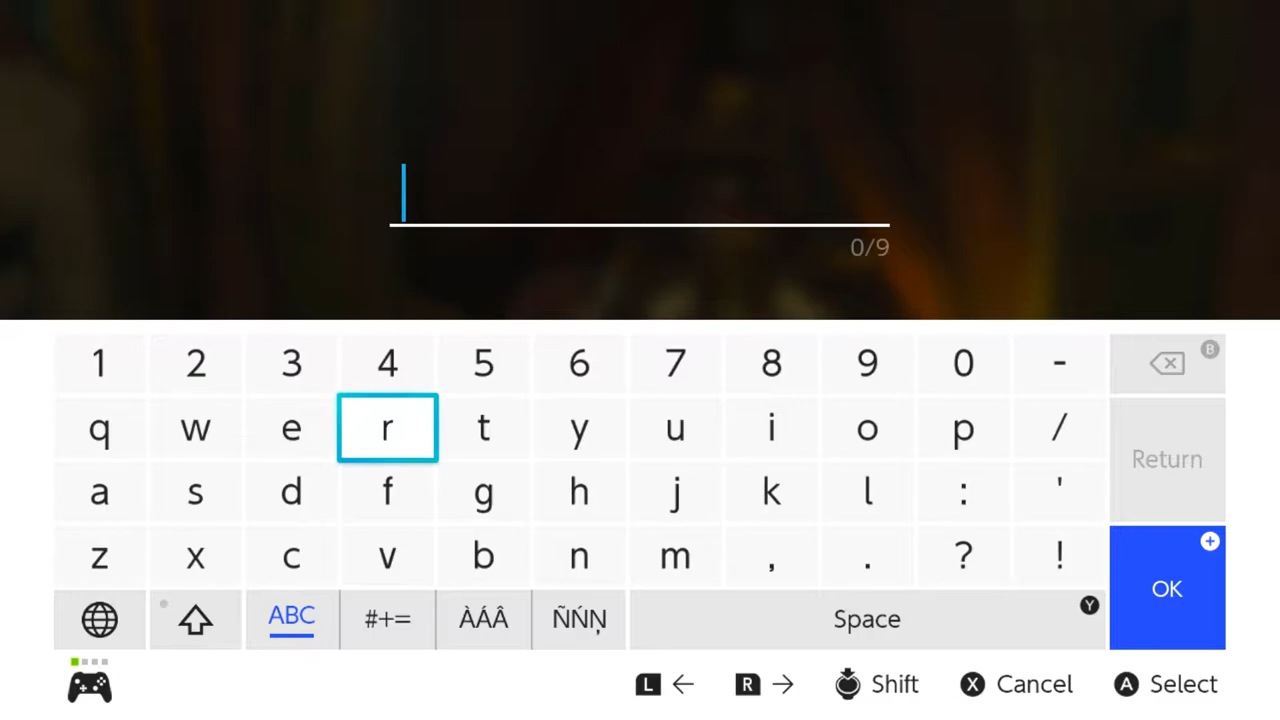 0/9
1 2 3 4 5 6 7 8 9 0 - B
q w e r t y u i o p / Return
a s d f g h j k l : '
z x c v b n m , . ? ! +
ABC #+= ÀÁÂ ÑŃŅ Space Y OK
L ← R → Shift X Cancel A Select